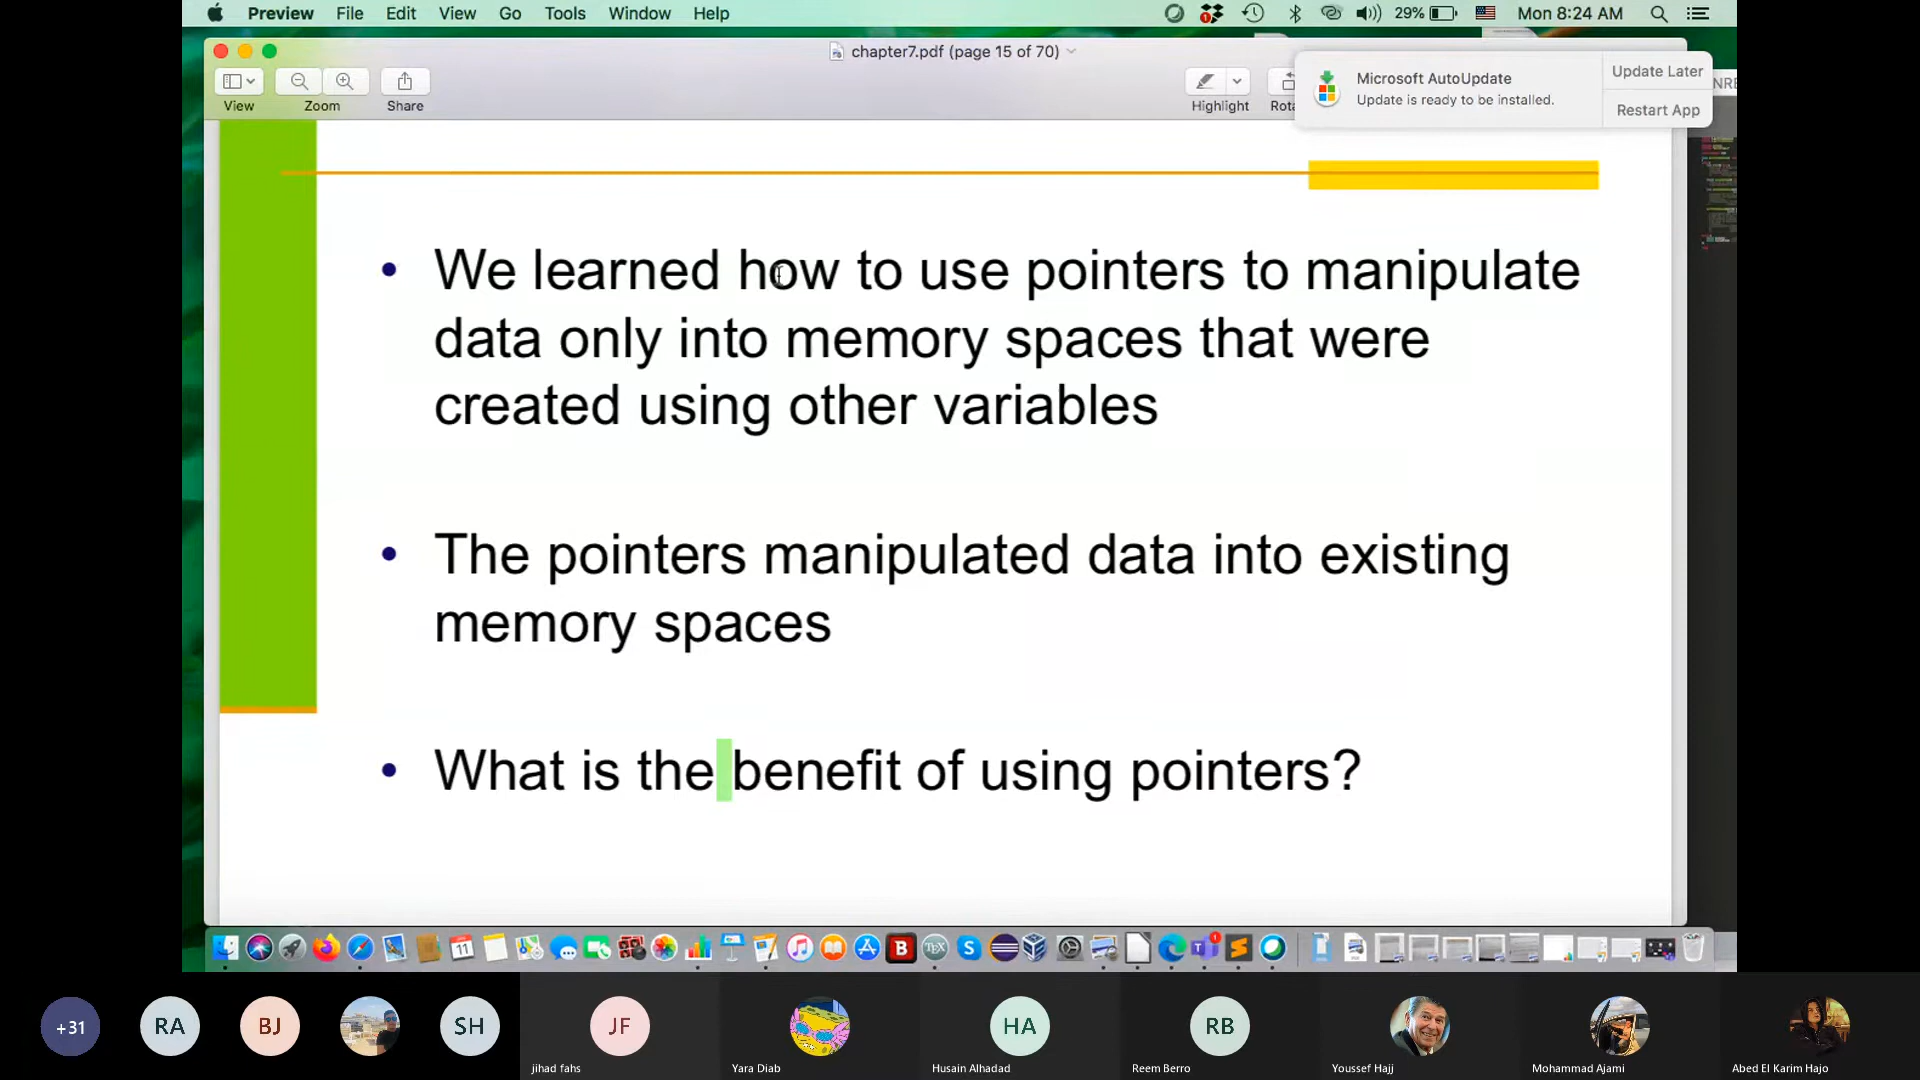 Preview File Edit View Go Tools Window Help
29% Mon 8:24 AM
chapter7.pdf (page 15 of 70)
View Zoom Share Highlight
Microsoft AutoUpdate
Update is ready to be installed.
Update Later
Restart App
We learned how to use pointers to manipulate
data only into memory spaces that were
created using other variables
The pointers manipulated data into existing
memory spaces
What is the benefit of using pointers?
+31 RA BJ SH JF HA RB
jihad fahs Yara Diab Husain Alhadad Reem Berro Youssef Hajj Mohammad Ajami Abed El Karim Hajo